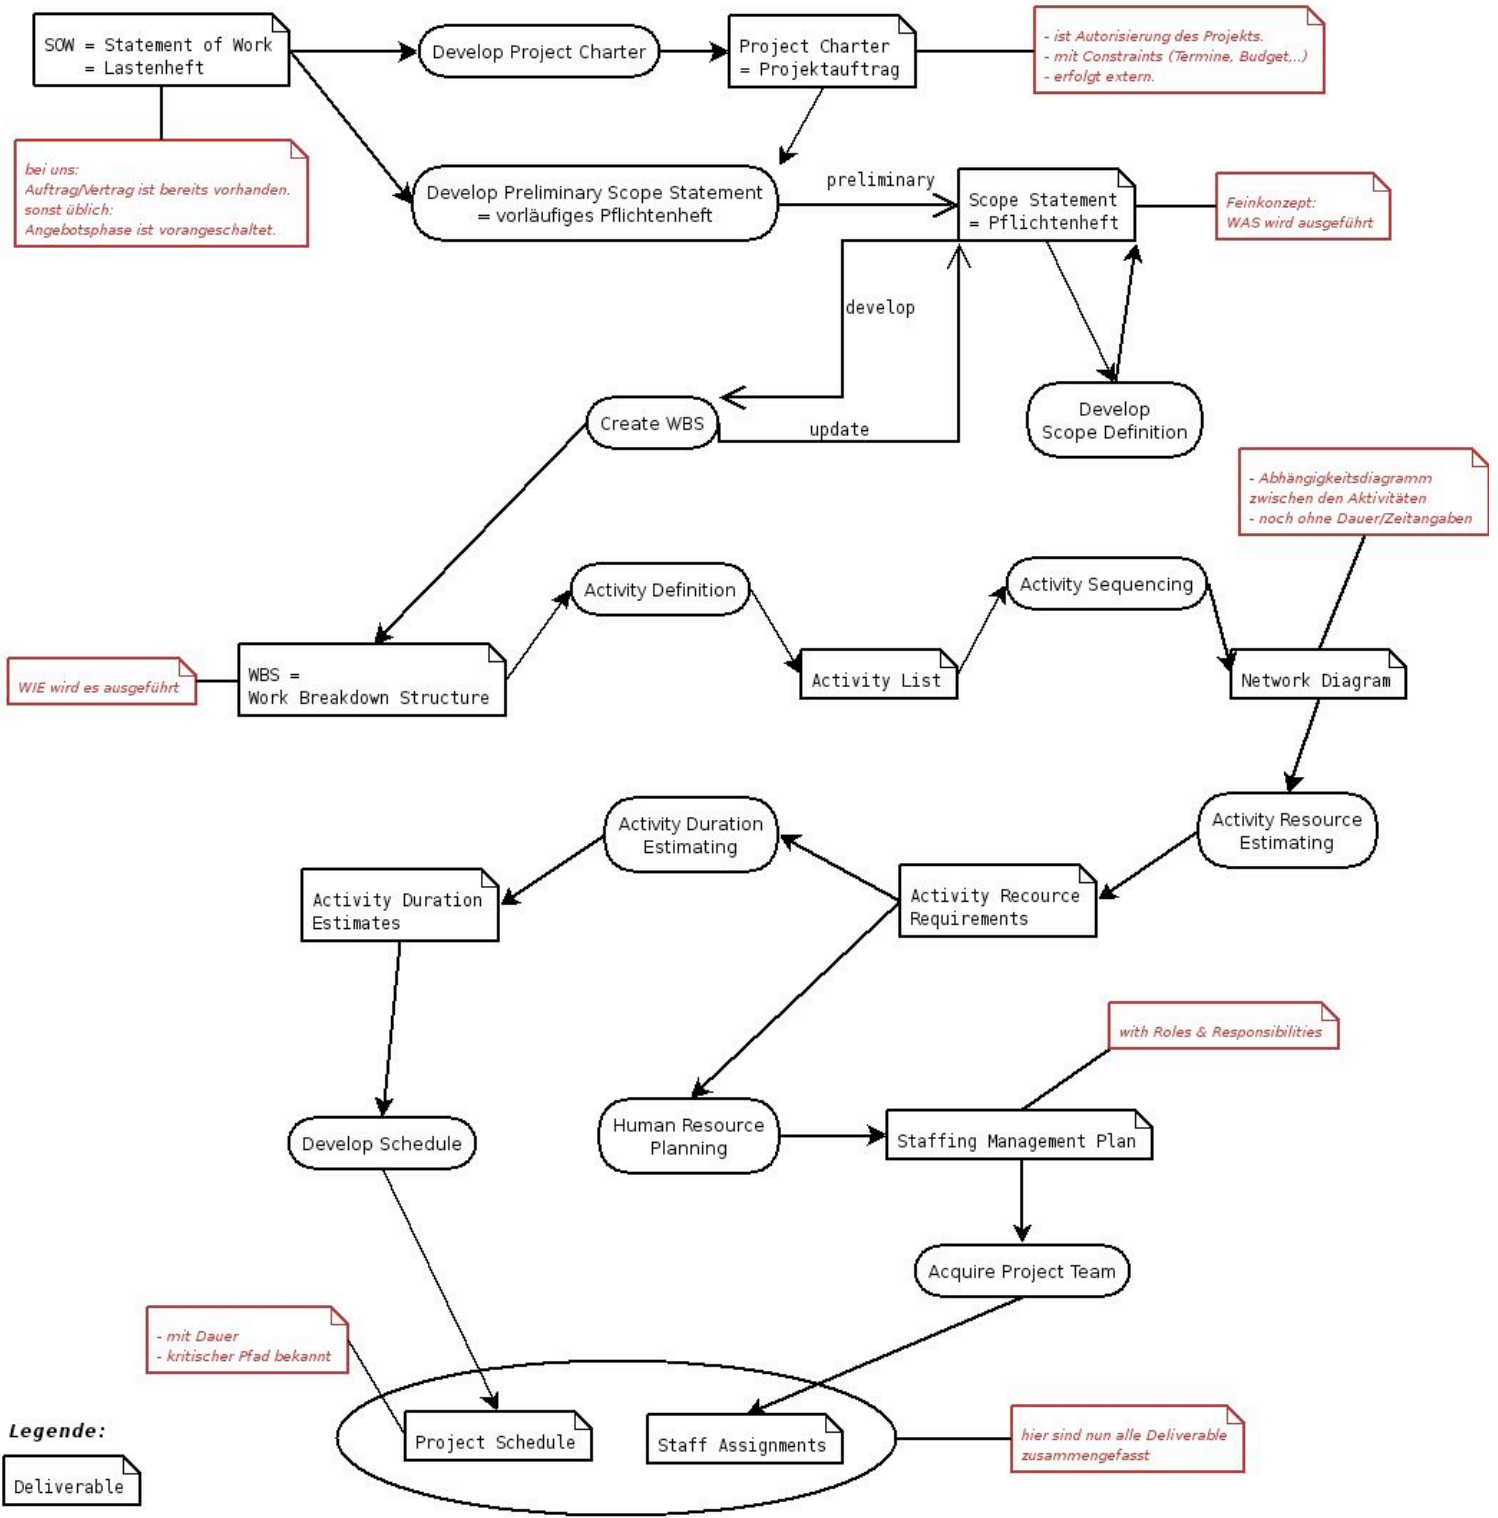 SOW = Statement of Work
= Lastenheft
Develop Project Charter
Project Charter
= Projektauftrag
- ist Autorisierung des Projekts.
- mit Constraints (Termine, Budget,..)
- erfolgt extern.
bei uns:
Auftrag/Vertrag ist bereits vorhanden.
sonst üblich:
Angebotsphase ist vorangeschaltet.
Develop Preliminary Scope Statement
= vorläufiges Pflichtenheft
preliminary
Scope Statement
= Pflichtenheft
Feinkonzept:
WAS wird ausgeführt
develop
Create WBS
update
Develop
Scope Definition
- Abhängigkeitsdiagramm
zwischen den Aktivitäten
- noch ohne Dauer/Zeitangaben
Activity Definition
Activity Sequencing
WIE wird es ausgeführt
WBS =
Work Breakdown Structure
Activity List
Network Diagram
Activity Duration
Estimating
Activity Resource
Estimating
Activity Duration
Estimates
Activity Recource
Requirements
with Roles & Responsibilities
Develop Schedule
Human Resource
Planning
Staffing Management Plan
Acquire Project Team
- mit Dauer
- kritischer Pfad bekannt
Legende:
Deliverable
Project Schedule
Staff Assignments
hier sind nun alle Deliverable
zusammengefasst